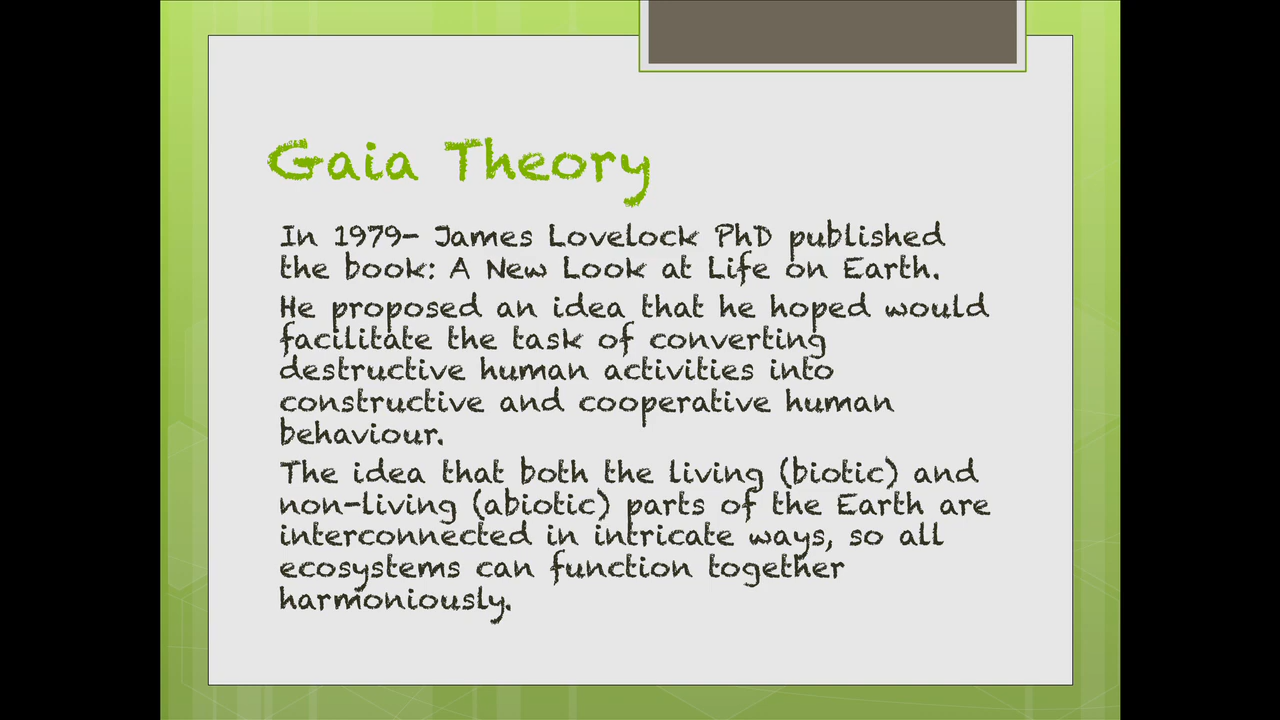 Gaia Theory
In 1979- James Lovelock PhD published
the book: A New Look at Life on Earth.
He proposed an idea that he hoped would
facilitate the task of converting
destructive human activities into
constructive and cooperative human
behaviour.
The idea that both the living (biotic) and
non-living (abiotic) parts of the Earth are
interconnected in intricate ways, so all
ecosystems can function together
harmoniously.